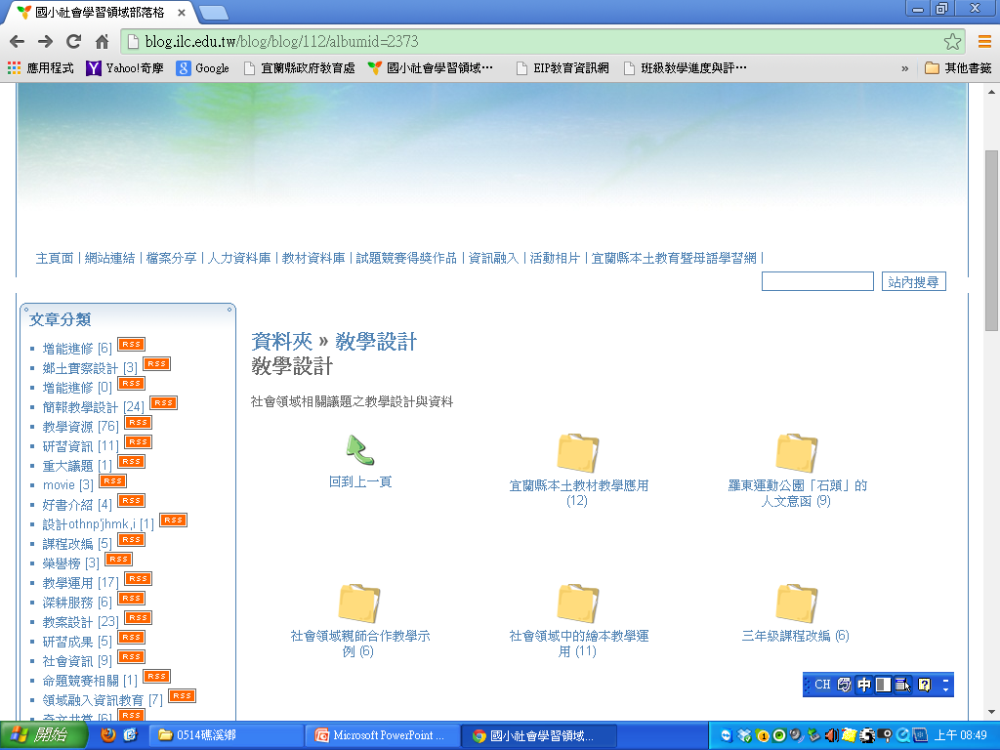 國小社會學習領域部落格
blog.ilc.edu.tw/blog/blog/112/albumid=2373
應用程式 Yahoo!奇摩 Google 宜蘭縣政府教育處 國小社會學習領域… EIP教育資訊網 班級教學進度與評… » 其他書籤
主頁面 | 網站連結 | 檔案分享 | 人力資料庫 | 教材資料庫 | 試題競賽得獎作品 | 資訊融入 | 活動相片 | 宜蘭縣本土教育暨母語學習網 |
站內搜尋
文章分類
增能進修 [6] RSS
鄉土實察設計 [3] RSS
增能進修 [0] RSS
簡報教學設計 [24] RSS
教學資源 [76] RSS
研習資訊 [11] RSS
重大議題 [1] RSS
movie [3] RSS
好書介紹 [4] RSS
設計othnp'jhmk,i [1] RSS
課程改編 [5] RSS
榮譽榜 [3] RSS
教學運用 [17] RSS
深耕服務 [6] RSS
教案設計 [23] RSS
研習成果 [5] RSS
社會資訊 [9] RSS
命題競賽相關 [1] RSS
領域融入資訊教育 [7] RSS
奇文共賞 [6] RSS
資料夾 » 教學設計
教學設計
社會領域相關議題之教學設計與資料
回到上一頁
宜蘭縣本土教材教學應用
(12)
羅東運動公園「石頭」的
人文意函 (9)
社會領域親師合作教學示
例 (6)
社會領域中的繪本教學運
用 (11)
三年級課程改編 (6)
CH 中
開始 0514礁溪鄉 Microsoft PowerPoint ... 國小社會學習領域... 上午 08:49